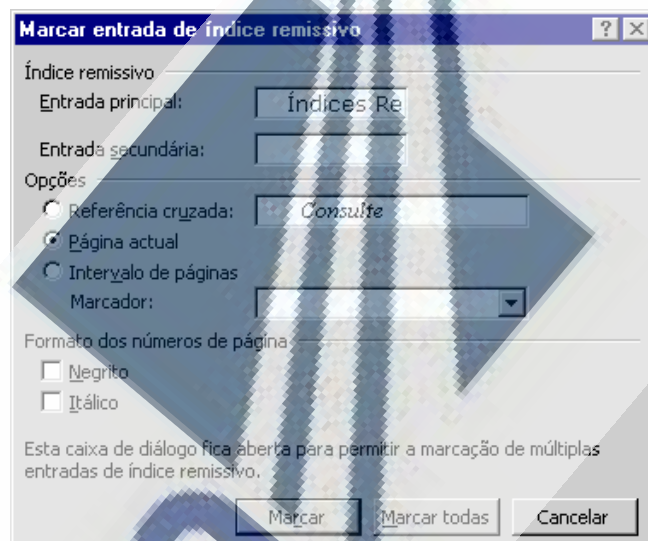 Marcar entrada de índice remissivo
Índice remissivo
Entrada principal: Índices Re
Entrada secundária:
Opções
Referência cruzada: Consulte
Página actual
Intervalo de páginas
Marcador:
Formato dos números de página
Negrito
Itálico
Esta caixa de diálogo fica aberta para permitir a marcação de múltiplas
entradas de índice remissivo.
Marcar Marcar todas Cancelar